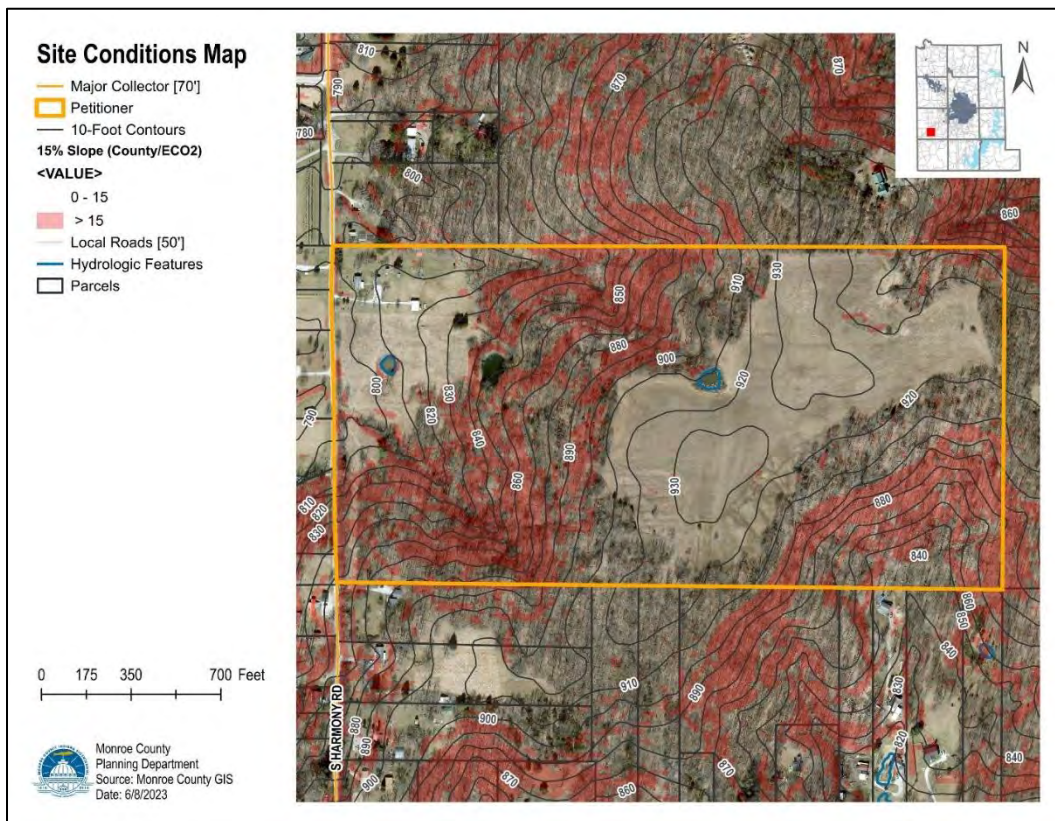 Site Conditions Map
Major Collector [70']
Petitioner
10-Foot Contours
15% Slope (County/ECO2)
<VALUE>
0 - 15
> 15
Local Roads [50']
Hydrologic Features
Parcels
0 175 350 700 Feet
Monroe County
Planning Department
Source: Monroe County GIS
Date: 6/8/2023
N
810
790
780
800
870
870
860
930
910
850
880
900
920
920
800
830
820
840
890
860
930
790
880
840
810
820
830
860
850
840
910
890
830
820
900
880
890
900
870
860
870
840
S HARMONY RD